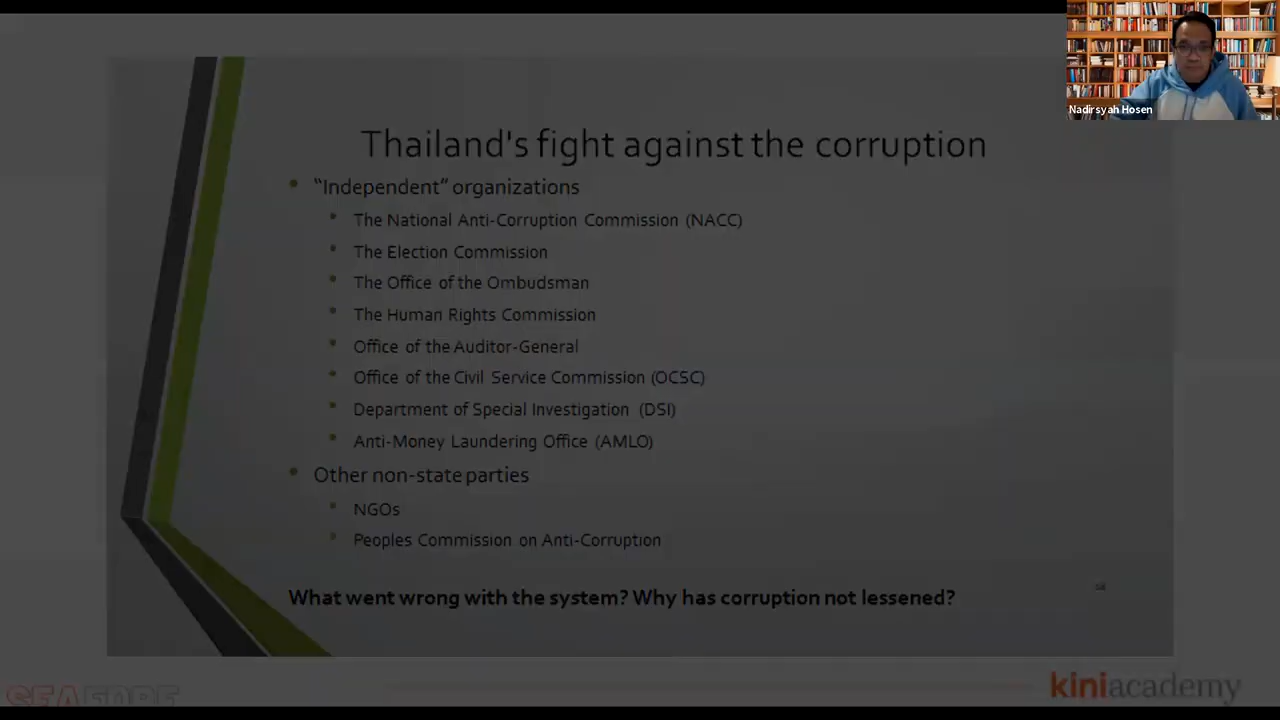 Nadirsyah Hosen
Thailand's fight against the corruption
“Independent” organizations
The National Anti-Corruption Commission (NACC)
The Election Commission
The Office of the Ombudsman
The Human Rights Commission
Office of the Auditor-General
Office of the Civil Service Commission (OCSC)
Department of Special Investigation (DSI)
Anti-Money Laundering Office (AMLO)
Other non-state parties
NGOs
Peoples Commission on Anti-Corruption
What went wrong with the system? Why has corruption not lessened?
kiniacademy